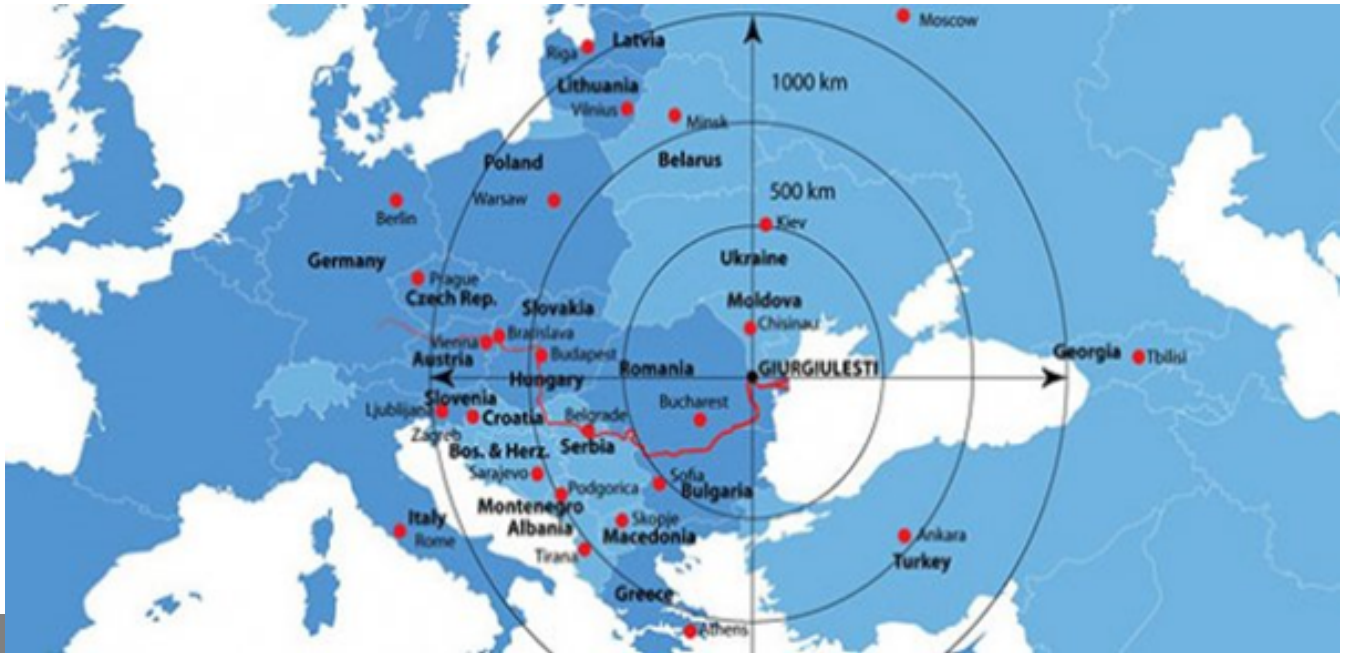 Moscow
Latvia
Riga
1000 km
Lithuania
Vilnius
Minsk
Poland
Belarus
Warsaw
500 km
Berlin
Kiev
Germany
Ukraine
Prague
Czech Rep.
Slovakia
Moldova
Chisinau
Bratislava
Vienna
Austria
Budapest
Georgia
Tbilisi
Romania
GIURGIULESTI
Hungary
Slovenia
Ljubljana
Croatia
Belgrade
Bucharest
Zagreb
Bos. & Herz.
Serbia
Sarajevo
Sofia
Podgorica
Bulgaria
Montenegro
Italy
Skopje
Albania
Macedonia
Rome
Ankara
Tirana
Turkey
Greece
Athens